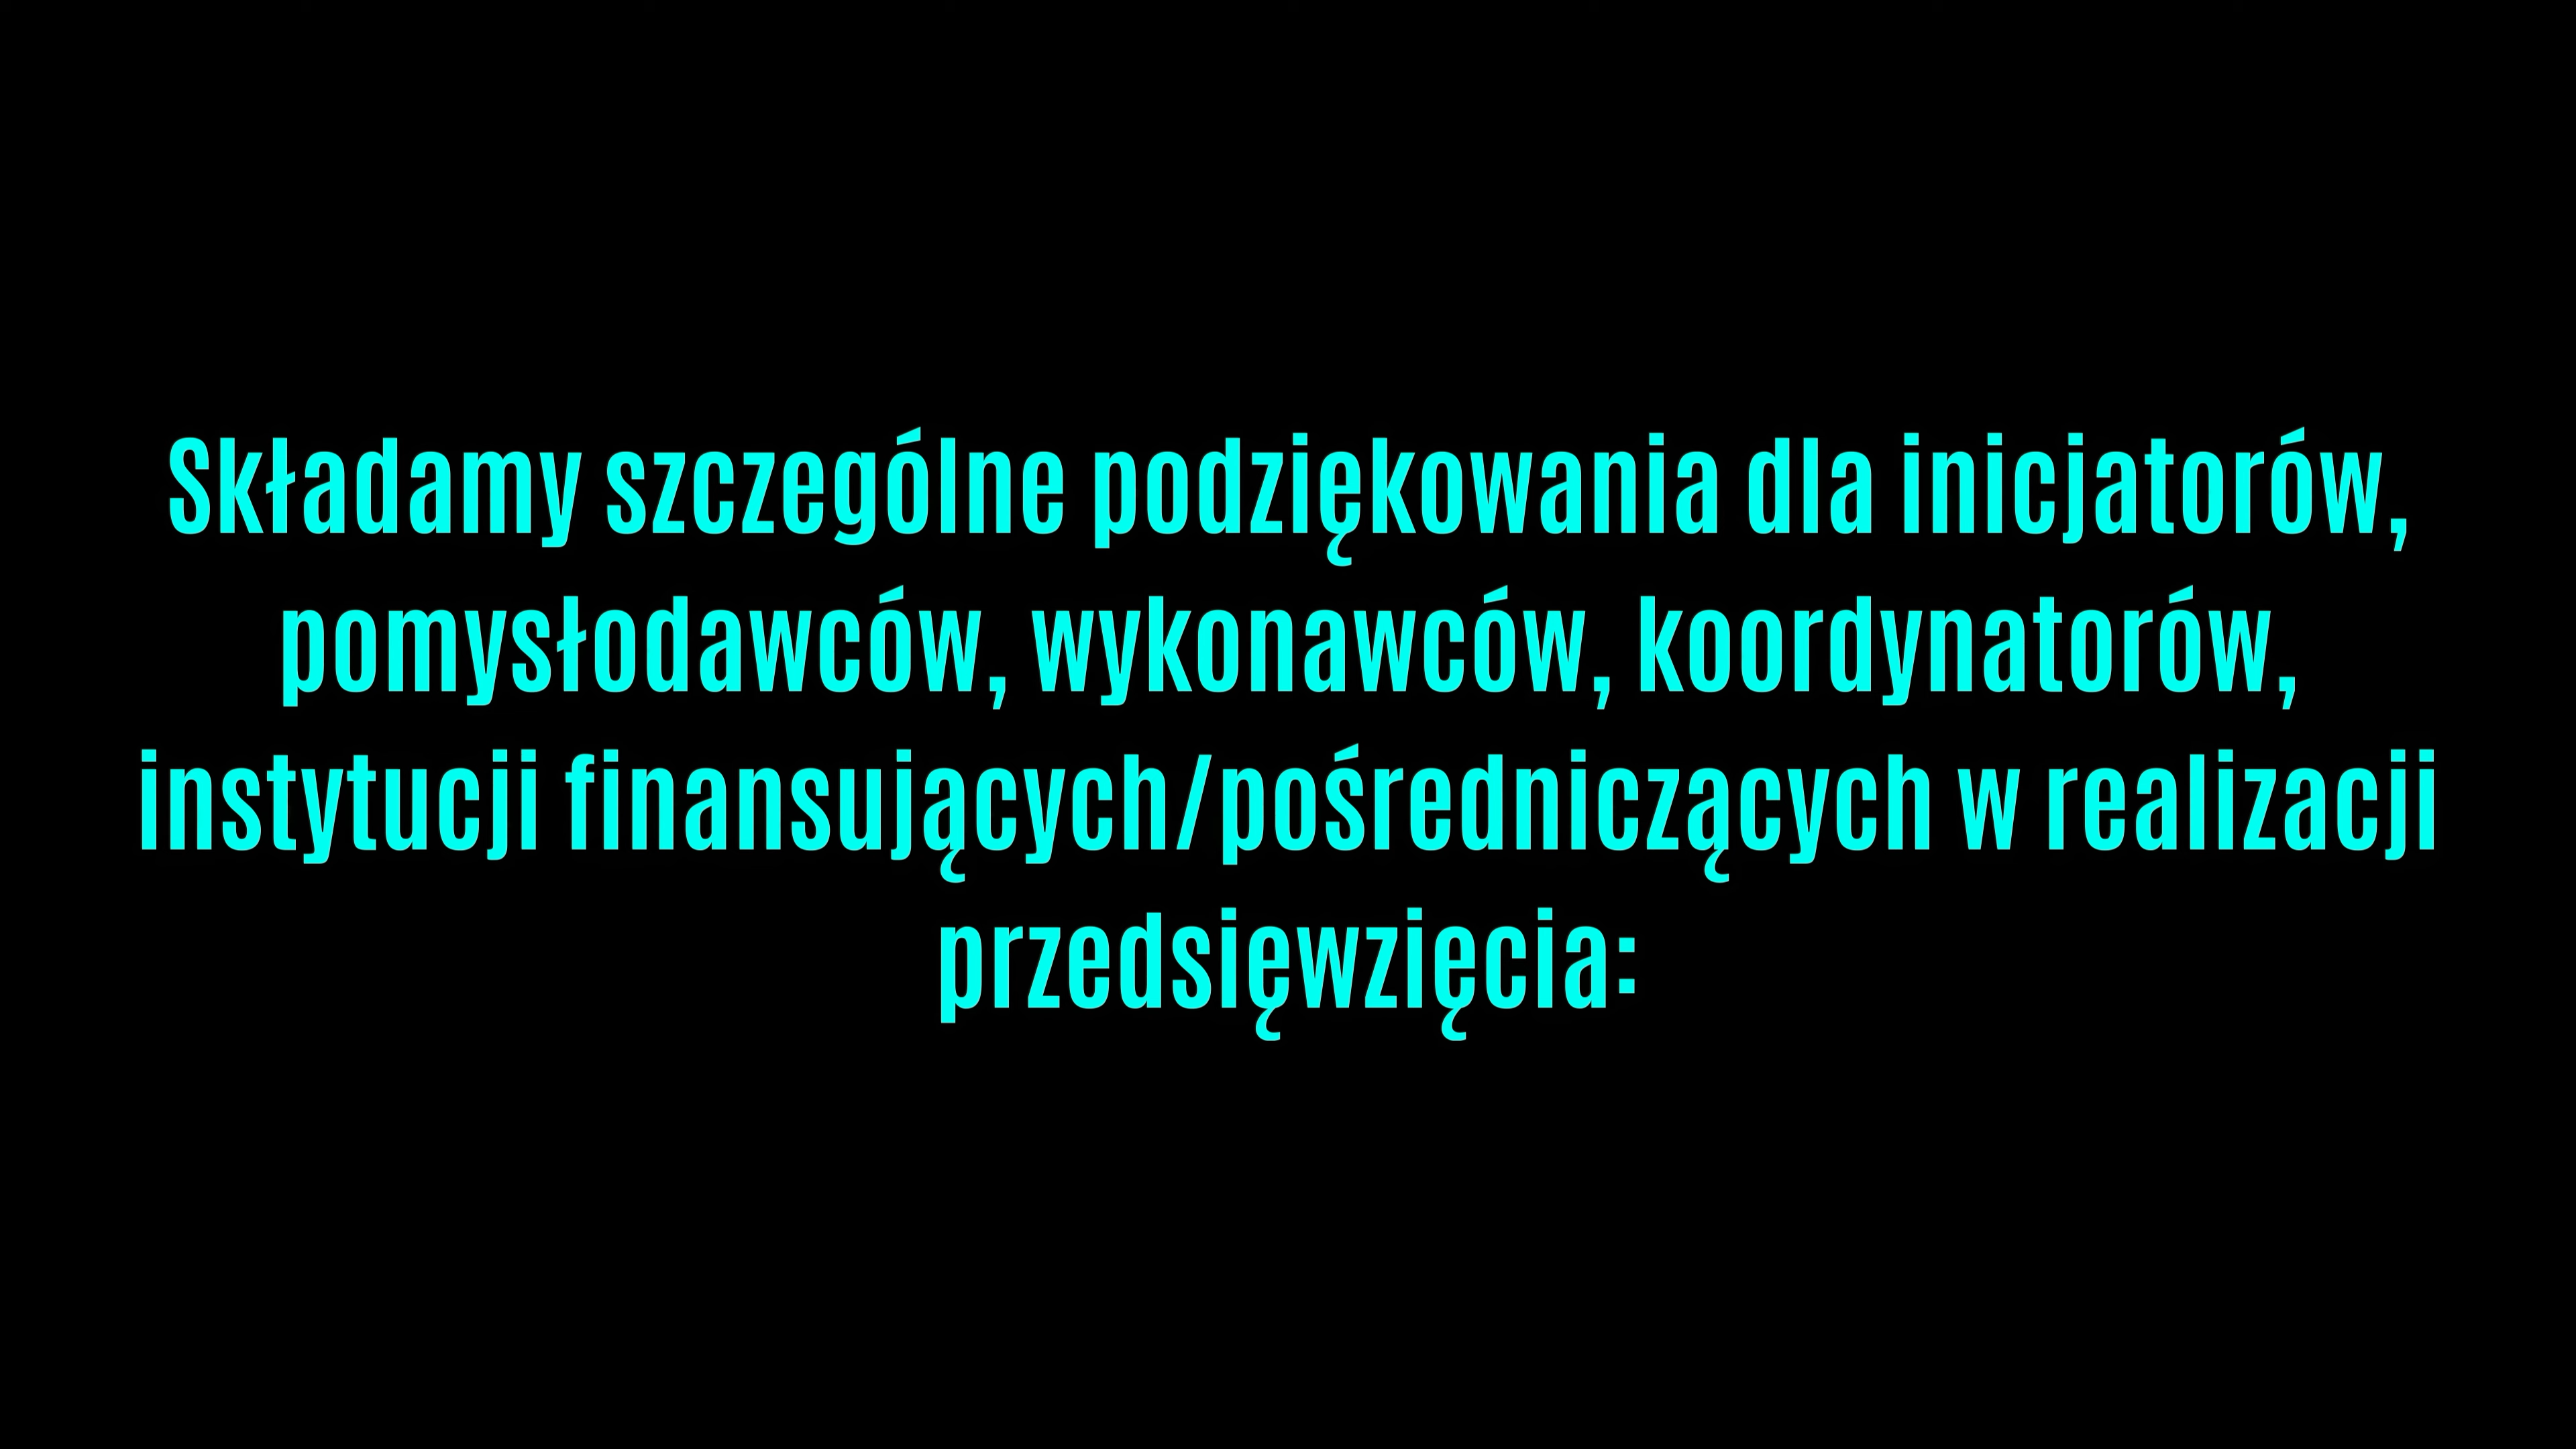 Składamy szczególne podziękowania dla inicjatorów,
pomysłodawców, wykonawców, koordynatorów,
instytucji finansujących/pośredniczących w realizacji
przedsięwzięcia: